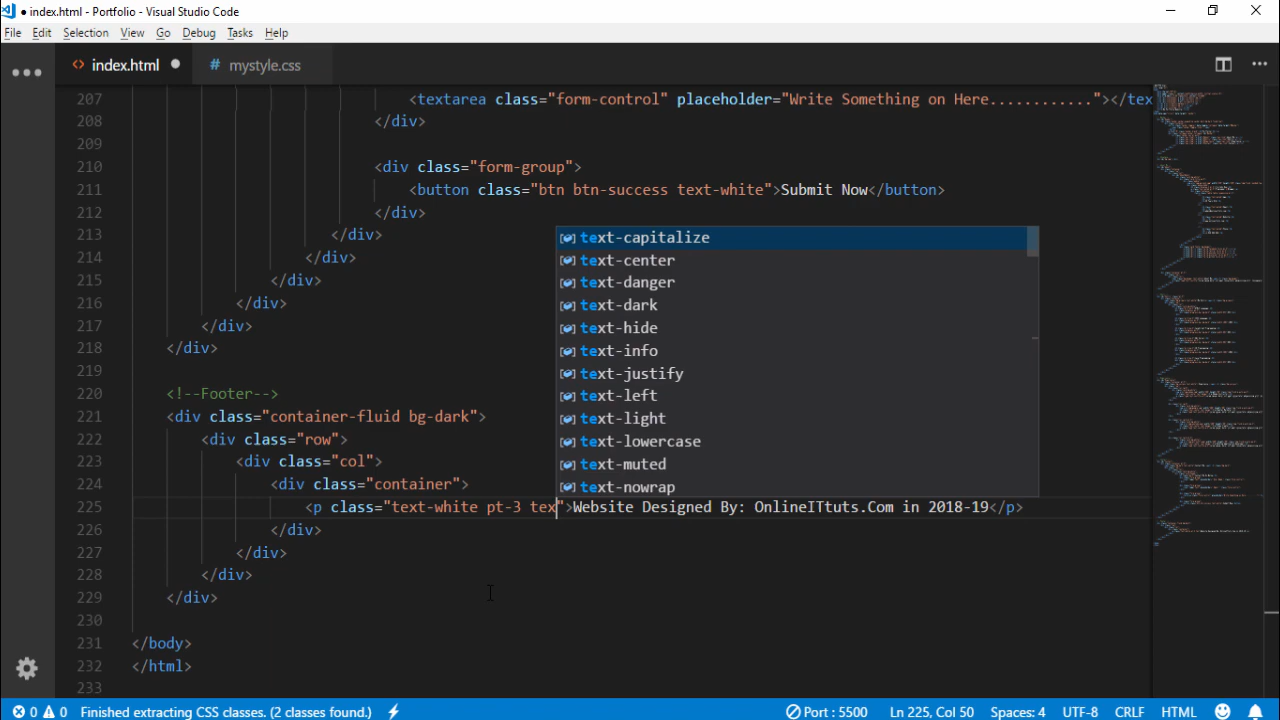 ● index.html - Portfolio - Visual Studio Code
File Edit Selection View Go Debug Tasks Help
<> index.html ● # mystyle.css
207 <textarea class="form-control" placeholder="Write Something on Here............"></tex
208 </div>
209
210 <div class="form-group">
211 <button class="btn btn-success text-white">Submit Now</button>
212 </div>
213 </div>
214 </div>
215 </div>
216 </div>
217 </div>
218 </div>
219
220 <!--Footer-->
221 <div class="container-fluid bg-dark">
222 <div class="row">
223 <div class="col">
224 <div class="container">
225 <p class="text-white pt-3 tex">Website Designed By: OnlineITtuts.Com in 2018-19</p>
226 </div>
227 </div>
228 </div>
229 </div>
230
231 </body>
232 </html>
233
text-capitalize
text-center
text-danger
text-dark
text-hide
text-info
text-justify
text-left
text-light
text-lowercase
text-muted
text-nowrap
0 0 Finished extracting CSS classes. (2 classes found.) Port : 5500 Ln 225, Col 50 Spaces: 4 UTF-8 CRLF HTML